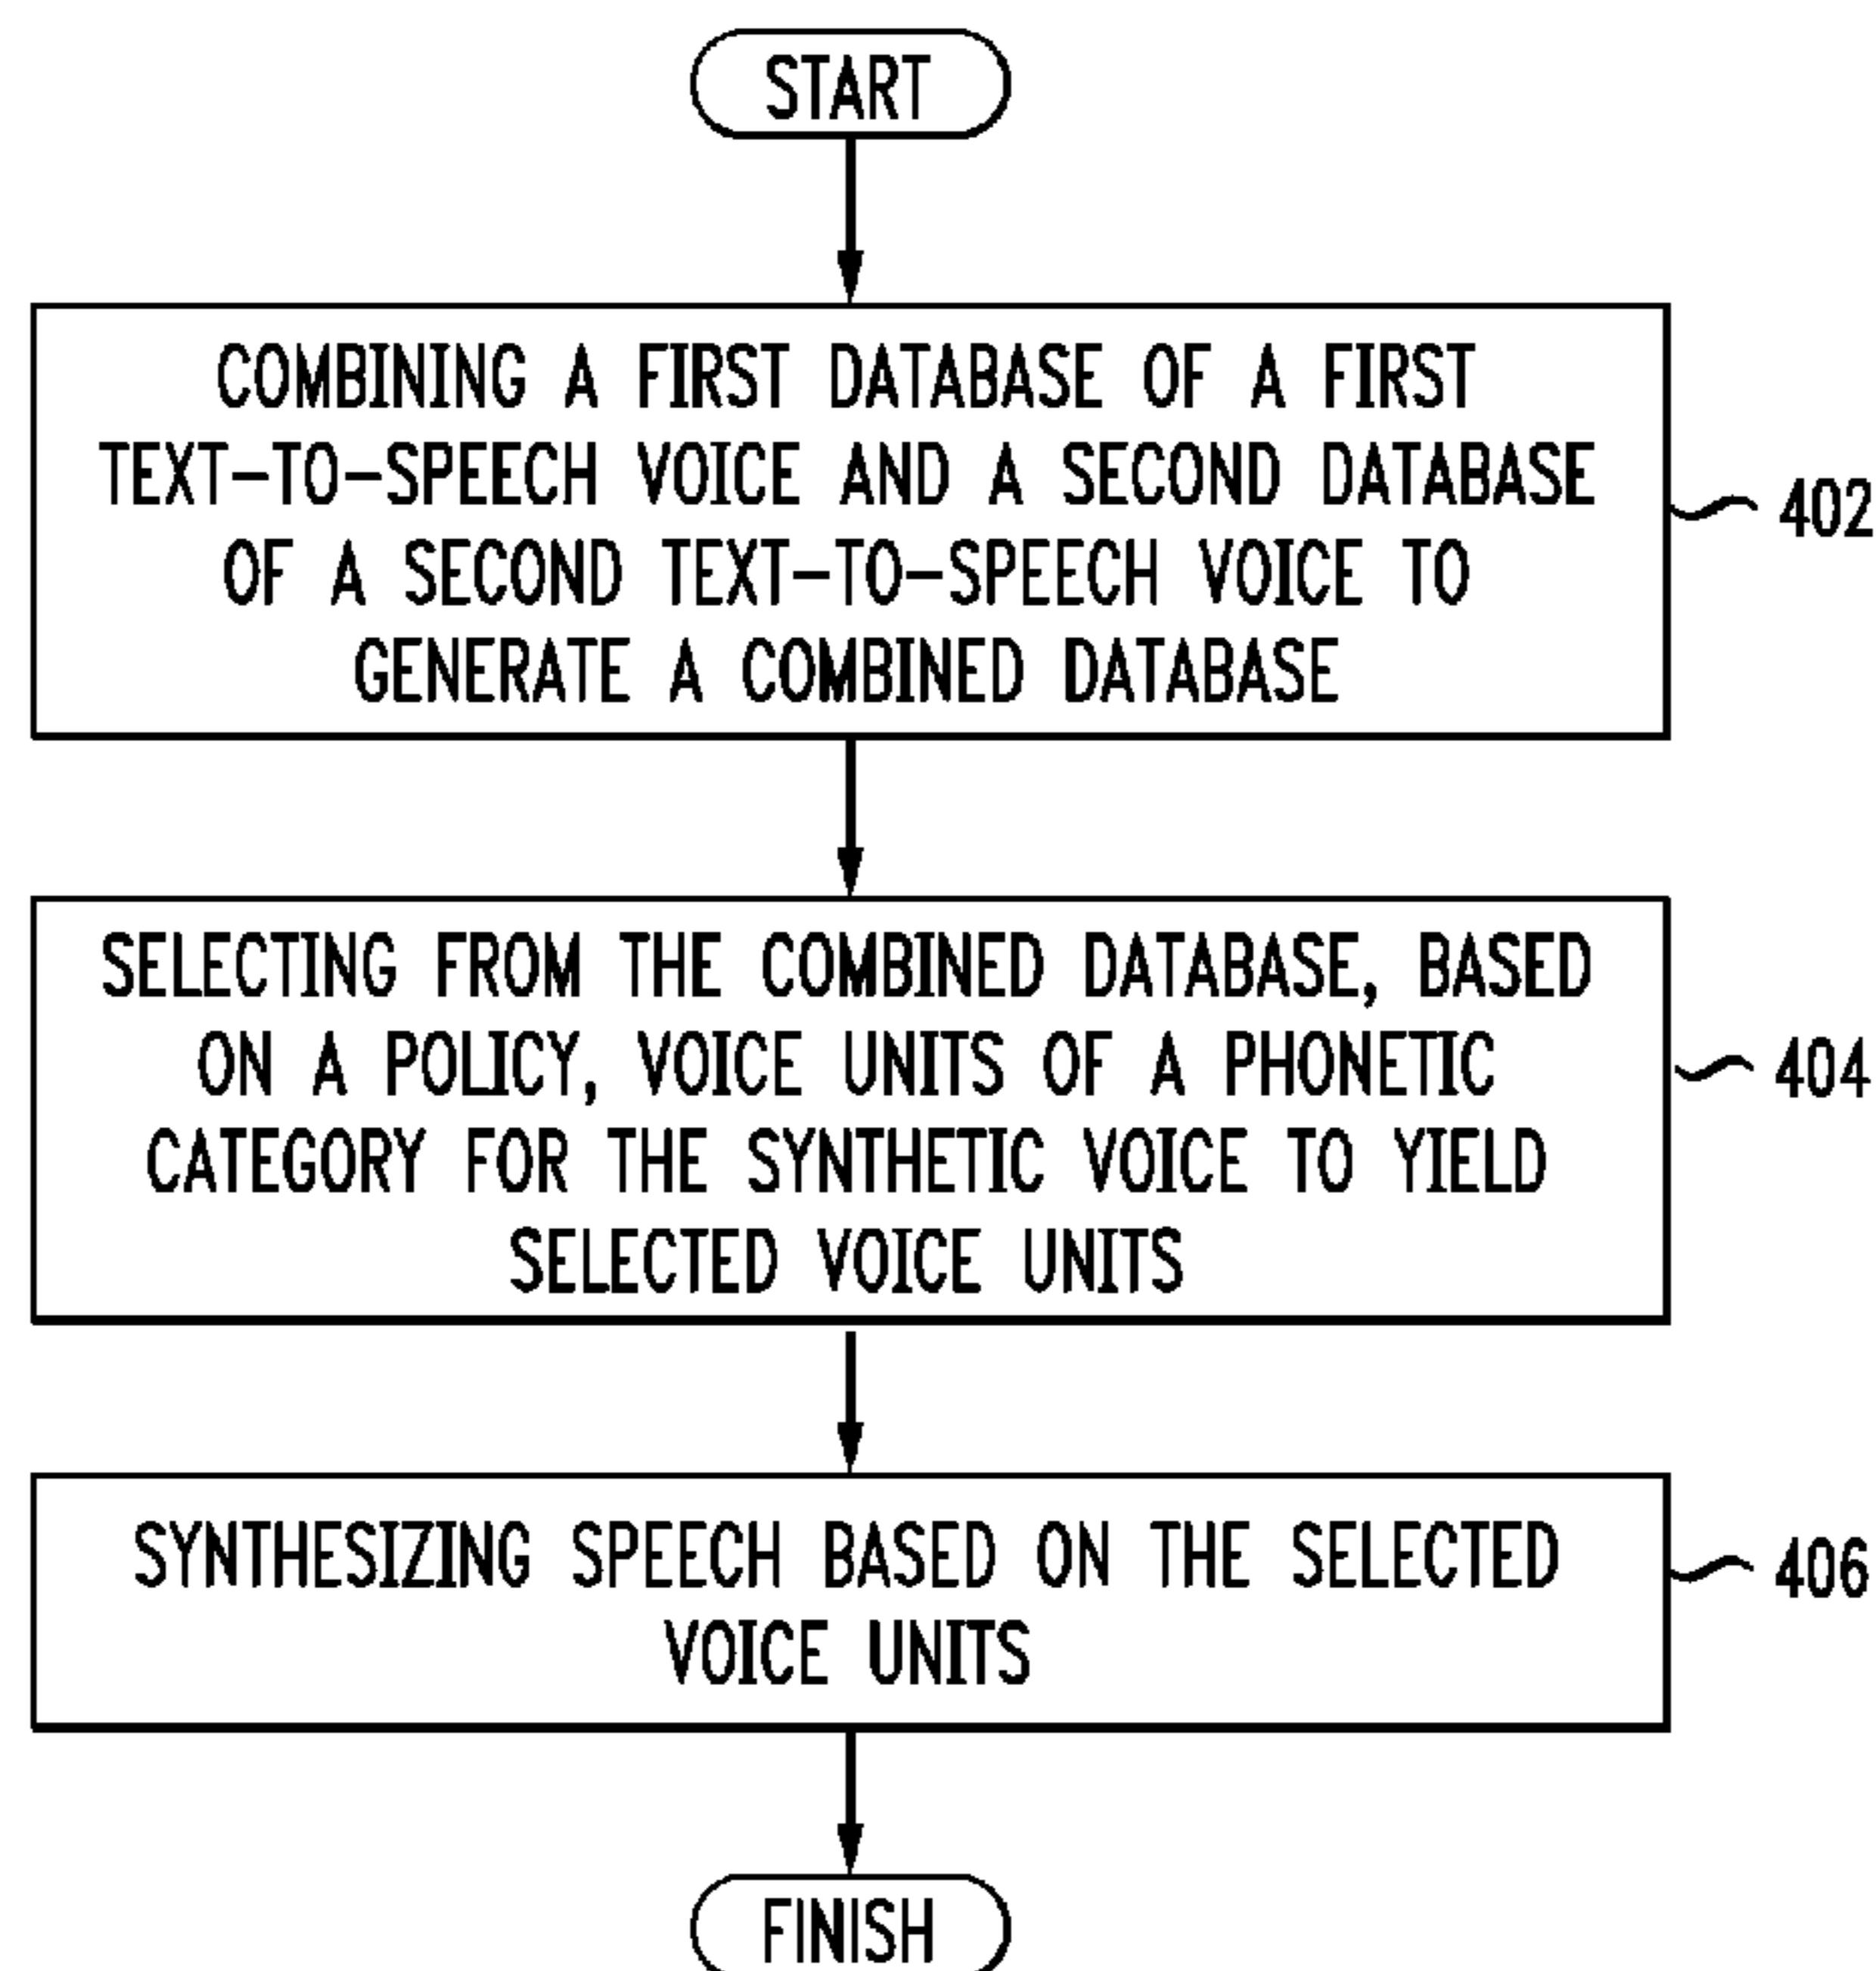 START
COMBINING A FIRST DATABASE OF A FIRST
TEXT-TO-SPEECH VOICE AND A SECOND DATABASE
OF A SECOND TEXT-TO-SPEECH VOICE TO
GENERATE A COMBINED DATABASE
402
SELECTING FROM THE COMBINED DATABASE, BASED
ON A POLICY, VOICE UNITS OF A PHONETIC
CATEGORY FOR THE SYNTHETIC VOICE TO YIELD
SELECTED VOICE UNITS
404
SYNTHESIZING SPEECH BASED ON THE SELECTED
VOICE UNITS
406
FINISH